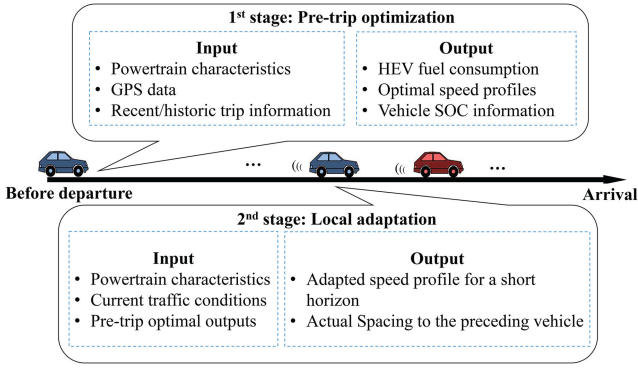 1st stage: Pre-trip optimization
Input
• Powertrain characteristics
• GPS data
• Recent/historic trip information
Output
• HEV fuel consumption
• Optimal speed profiles
• Vehicle SOC information
...
(((
(((
...
Before departure
Arrival
2nd stage: Local adaptation
Input
• Powertrain characteristics
• Current traffic conditions
• Pre-trip optimal outputs
Output
• Adapted speed profile for a short
horizon
• Actual Spacing to the preceding vehicle